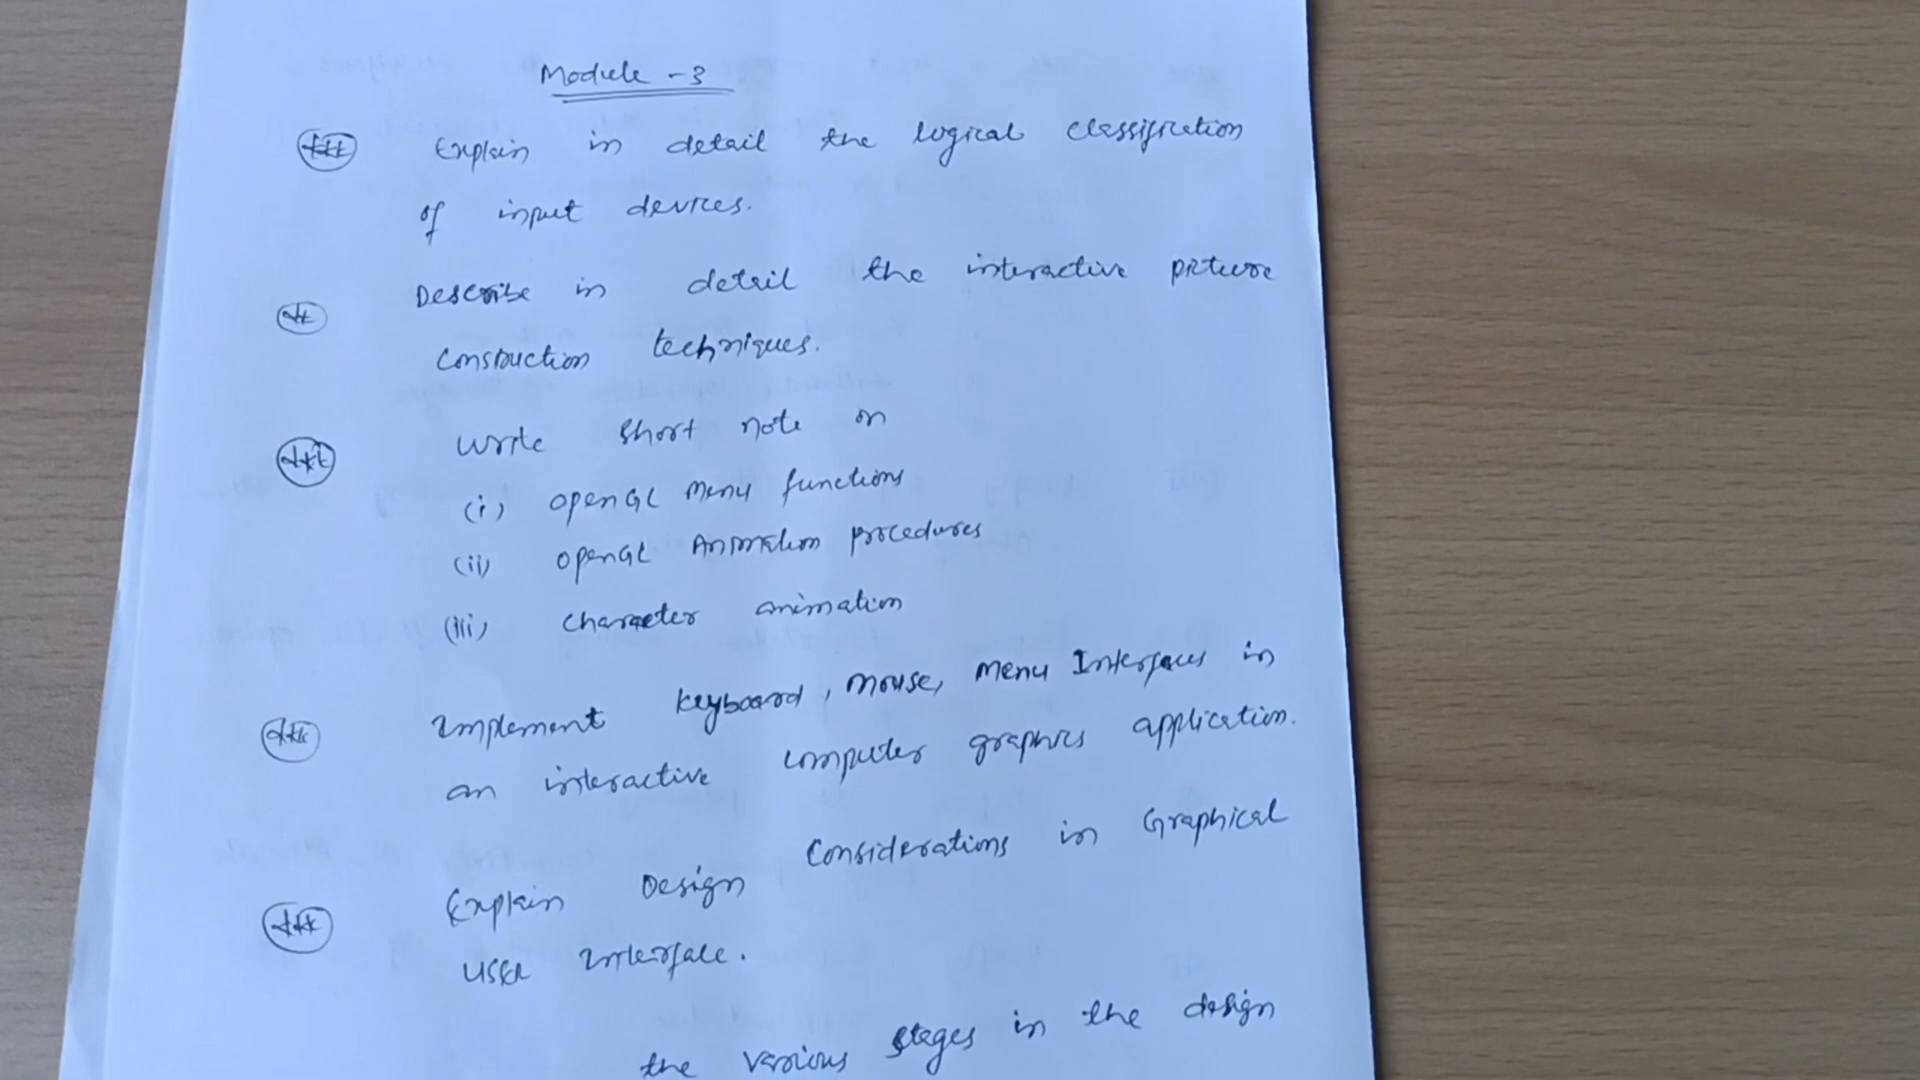 Module - 3
*** Explain in detail the logical classification
of input devices.
** Describe in detail the interactive picture
construction techniques.
*** Write short note on
(i) OpenGL Menu functions
(ii) OpenGL Animation procedures
(iii) character animation
*** Implement keyboard, mouse, menu Interfaces in
an interactive computer graphics application.
*** Explain Design Considerations in Graphical
User Interface.
the various stages in the design